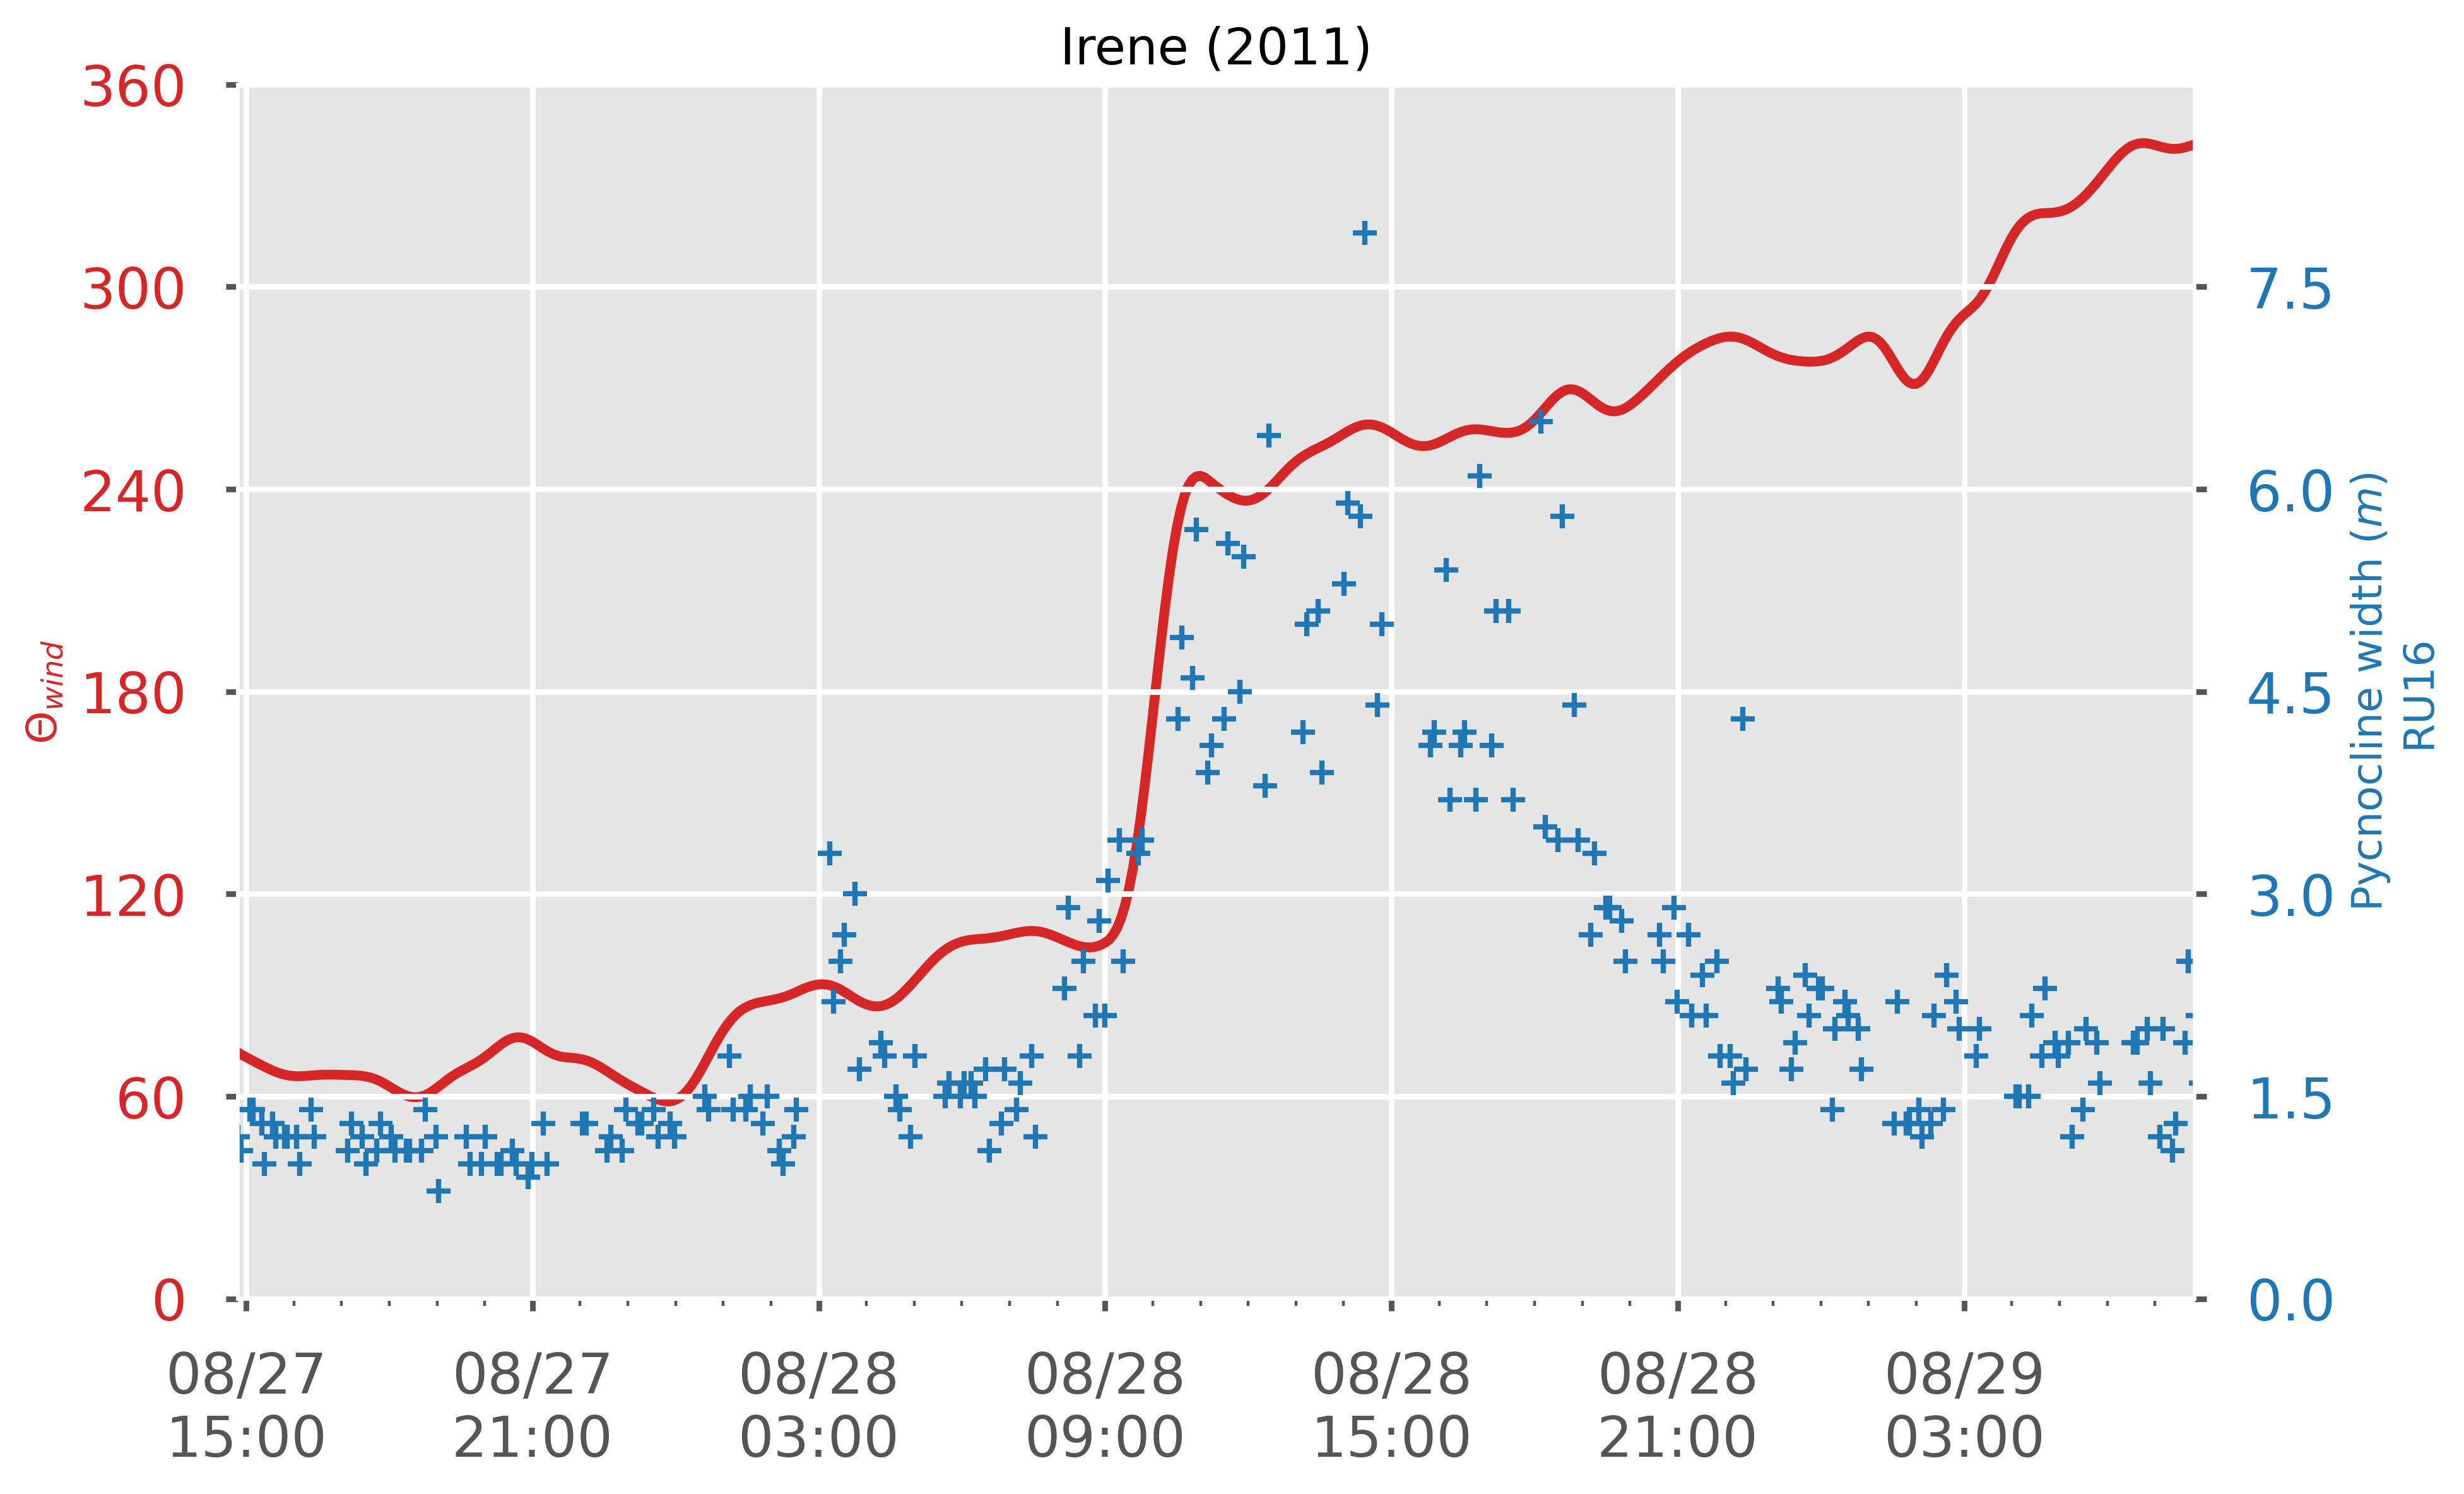 Irene (2011)
360
300
240
180
120
60
0
Θwind
7.5
6.0
4.5
3.0
1.5
0.0
Pycnocline width (m)
RU16
08/27 08/27 08/28 08/28 08/28 08/28 08/29
15:00 21:00 03:00 09:00 15:00 21:00 03:00